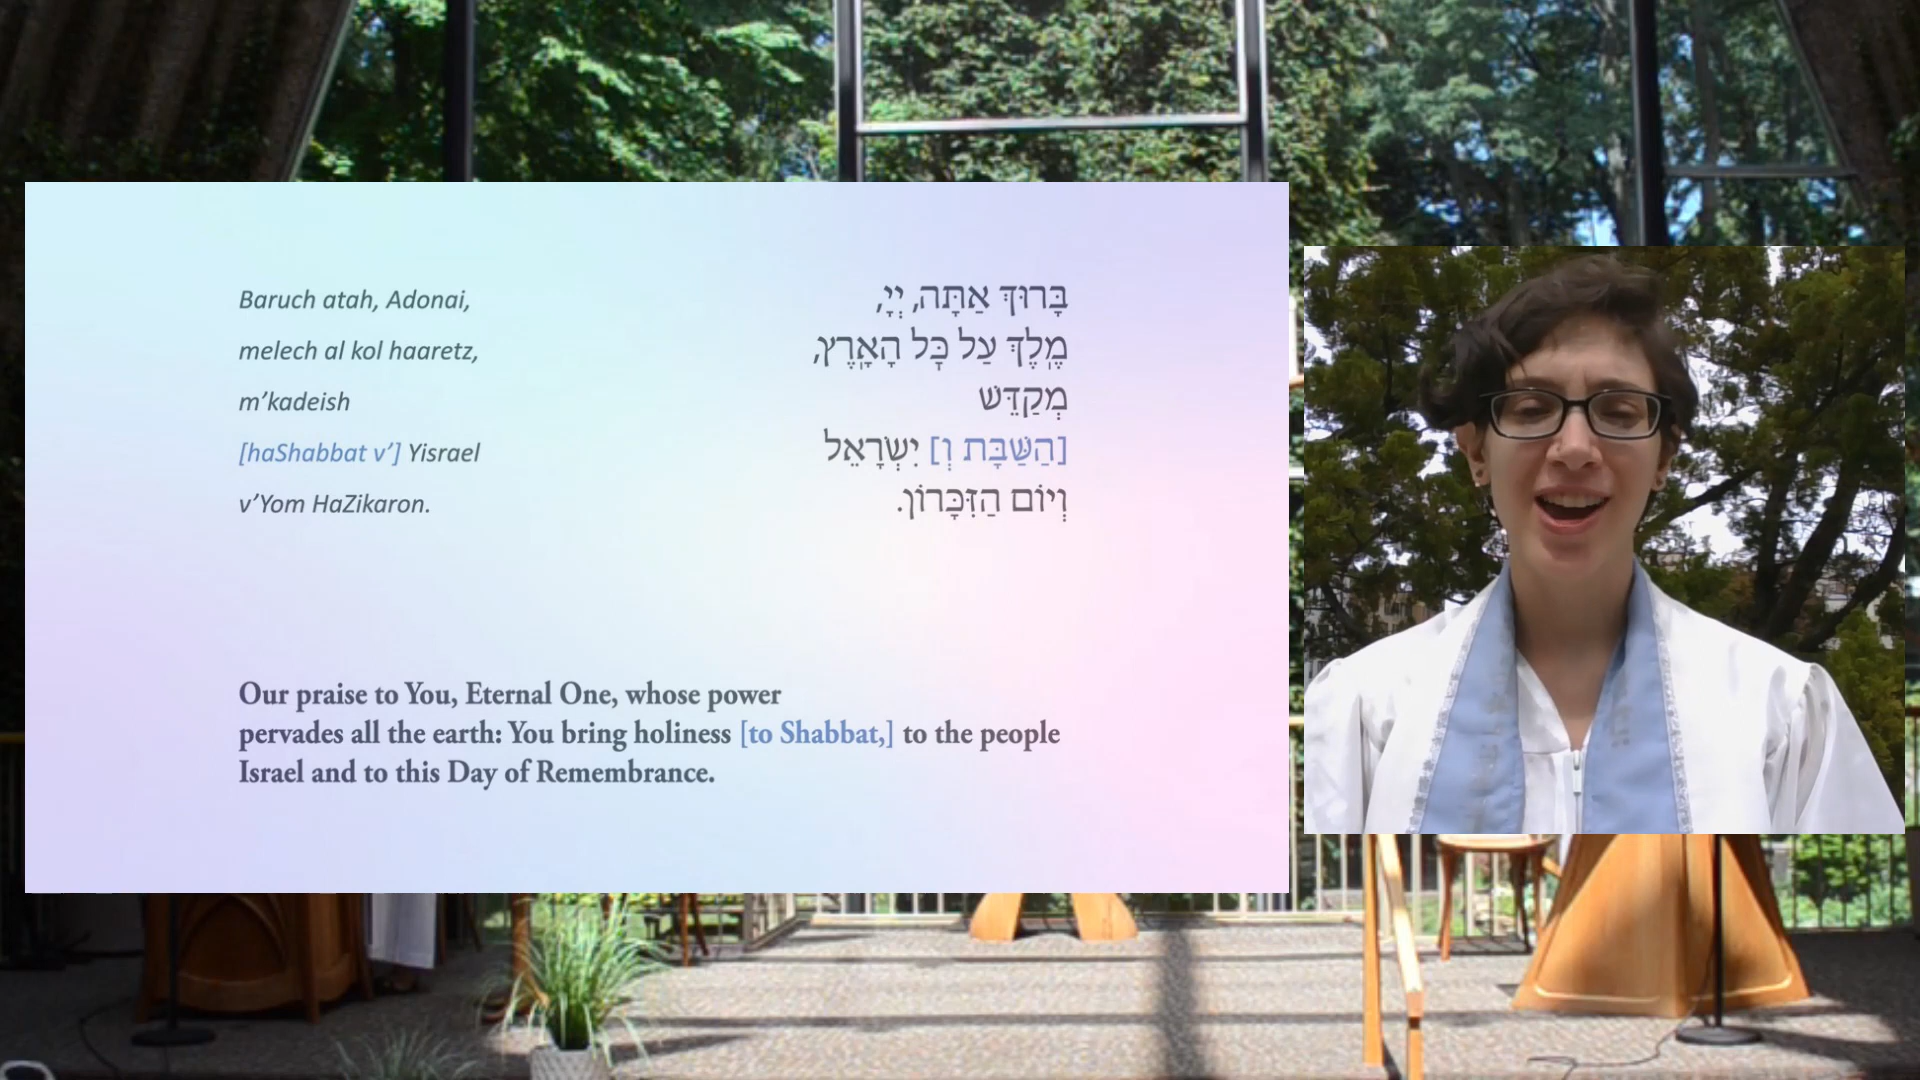 Baruch atah, Adonai,
melech al kol haaretz,
m’kadeish
[haShabbat v’] Yisrael
v’Yom HaZikaron.
בָּרוּךְ אַתָּה, יְיָ,
מֶֽלֶךְ עַל כׇּל הָאָֽרֶץ,
מְקַדֵּשׁ
[הַשַּׁבָּת וְ] יִשְׂרָאֵל
וְיוֹם הַזִּכָּרוֹן.
Our praise to You, Eternal One, whose power
pervades all the earth: You bring holiness [to Shabbat,] to the people
Israel and to this Day of Remembrance.